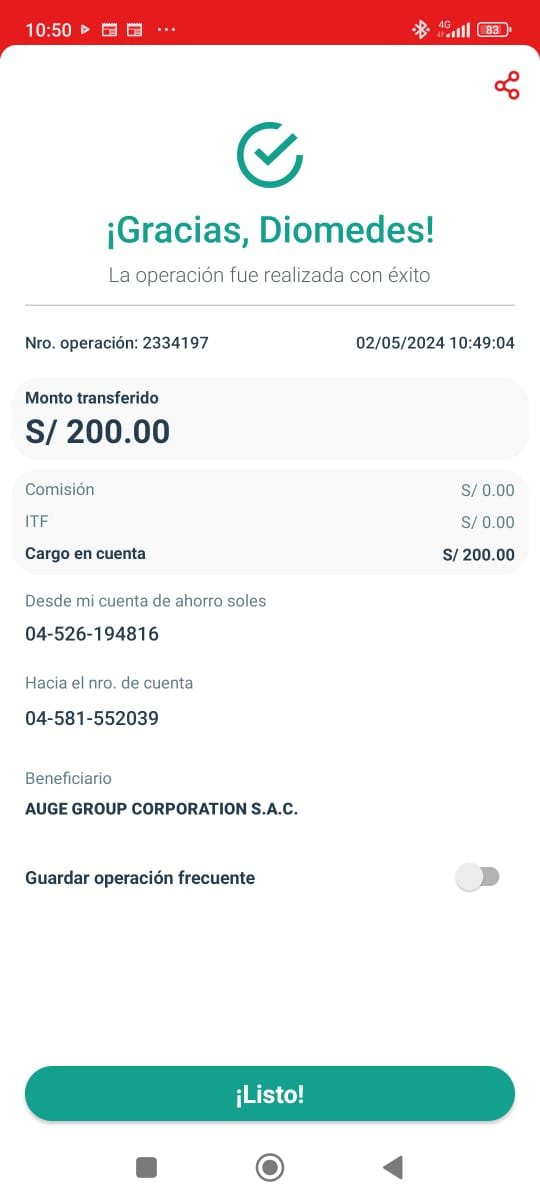 10:50
4G
83
¡Gracias, Diomedes!
La operación fue realizada con éxito
Nro. operación: 2334197 02/05/2024 10:49:04
Monto transferido
S/ 200.00
Comisión S/ 0.00
ITF S/ 0.00
Cargo en cuenta S/ 200.00
Desde mi cuenta de ahorro soles
04-526-194816
Hacia el nro. de cuenta
04-581-552039
Beneficiario
AUGE GROUP CORPORATION S.A.C.
Guardar operación frecuente
¡Listo!